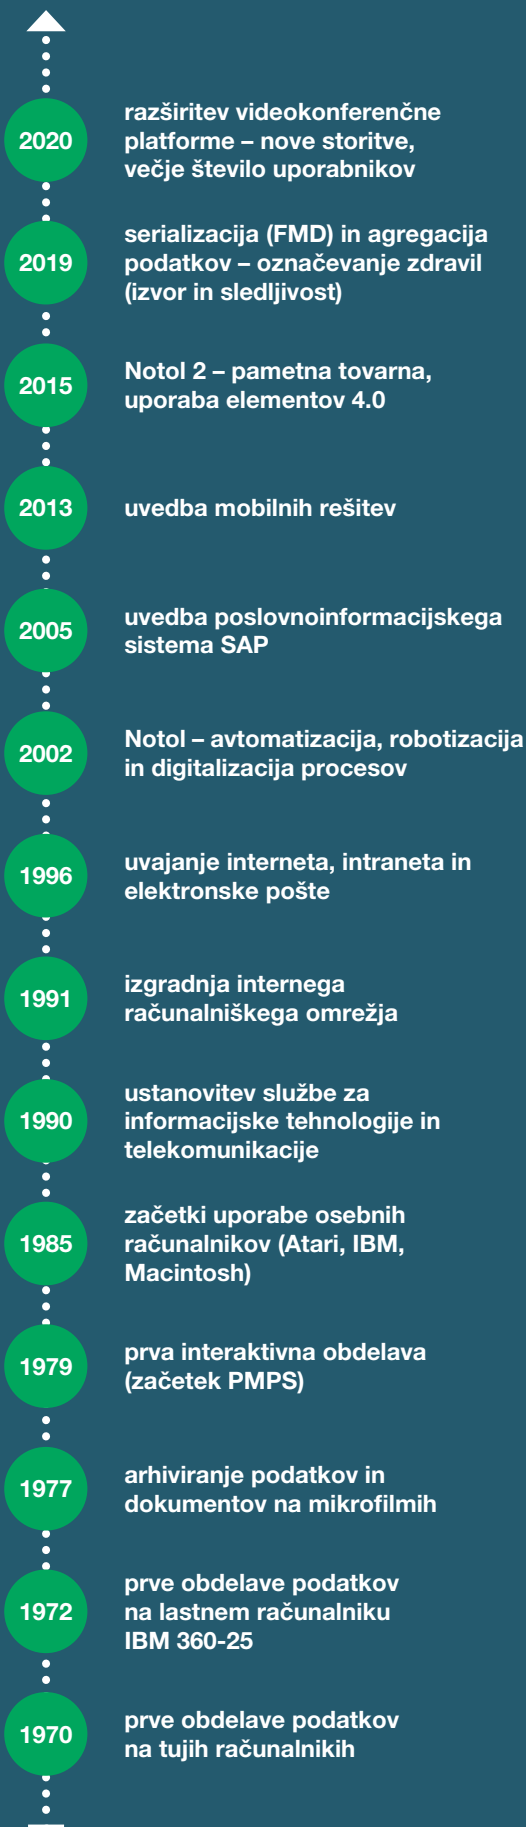 2020
razširitev videokonferenčne
platforme – nove storitve,
večje število uporabnikov
2019
serializacija (FMD) in agregacija
podatkov – označevanje zdravil
(izvor in sledljivost)
2015
Notol 2 – pametna tovarna,
uporaba elementov 4.0
2013
uvedba mobilnih rešitev
2005
uvedba poslovnoinformacijskega
sistema SAP
2002
Notol – avtomatizacija, robotizacija
in digitalizacija procesov
1996
uvajanje interneta, intraneta in
elektronske pošte
1991
izgradnja internega
računalniškega omrežja
1990
ustanovitev službe za
informacijske tehnologije in
telekomunikacije
1985
začetki uporabe osebnih
računalnikov (Atari, IBM,
Macintosh)
1979
prva interaktivna obdelava
(začetek PMPS)
1977
arhiviranje podatkov in
dokumentov na mikrofilmih
1972
prve obdelave podatkov
na lastnem računalniku
IBM 360-25
1970
prve obdelave podatkov
na tujih računalnikih